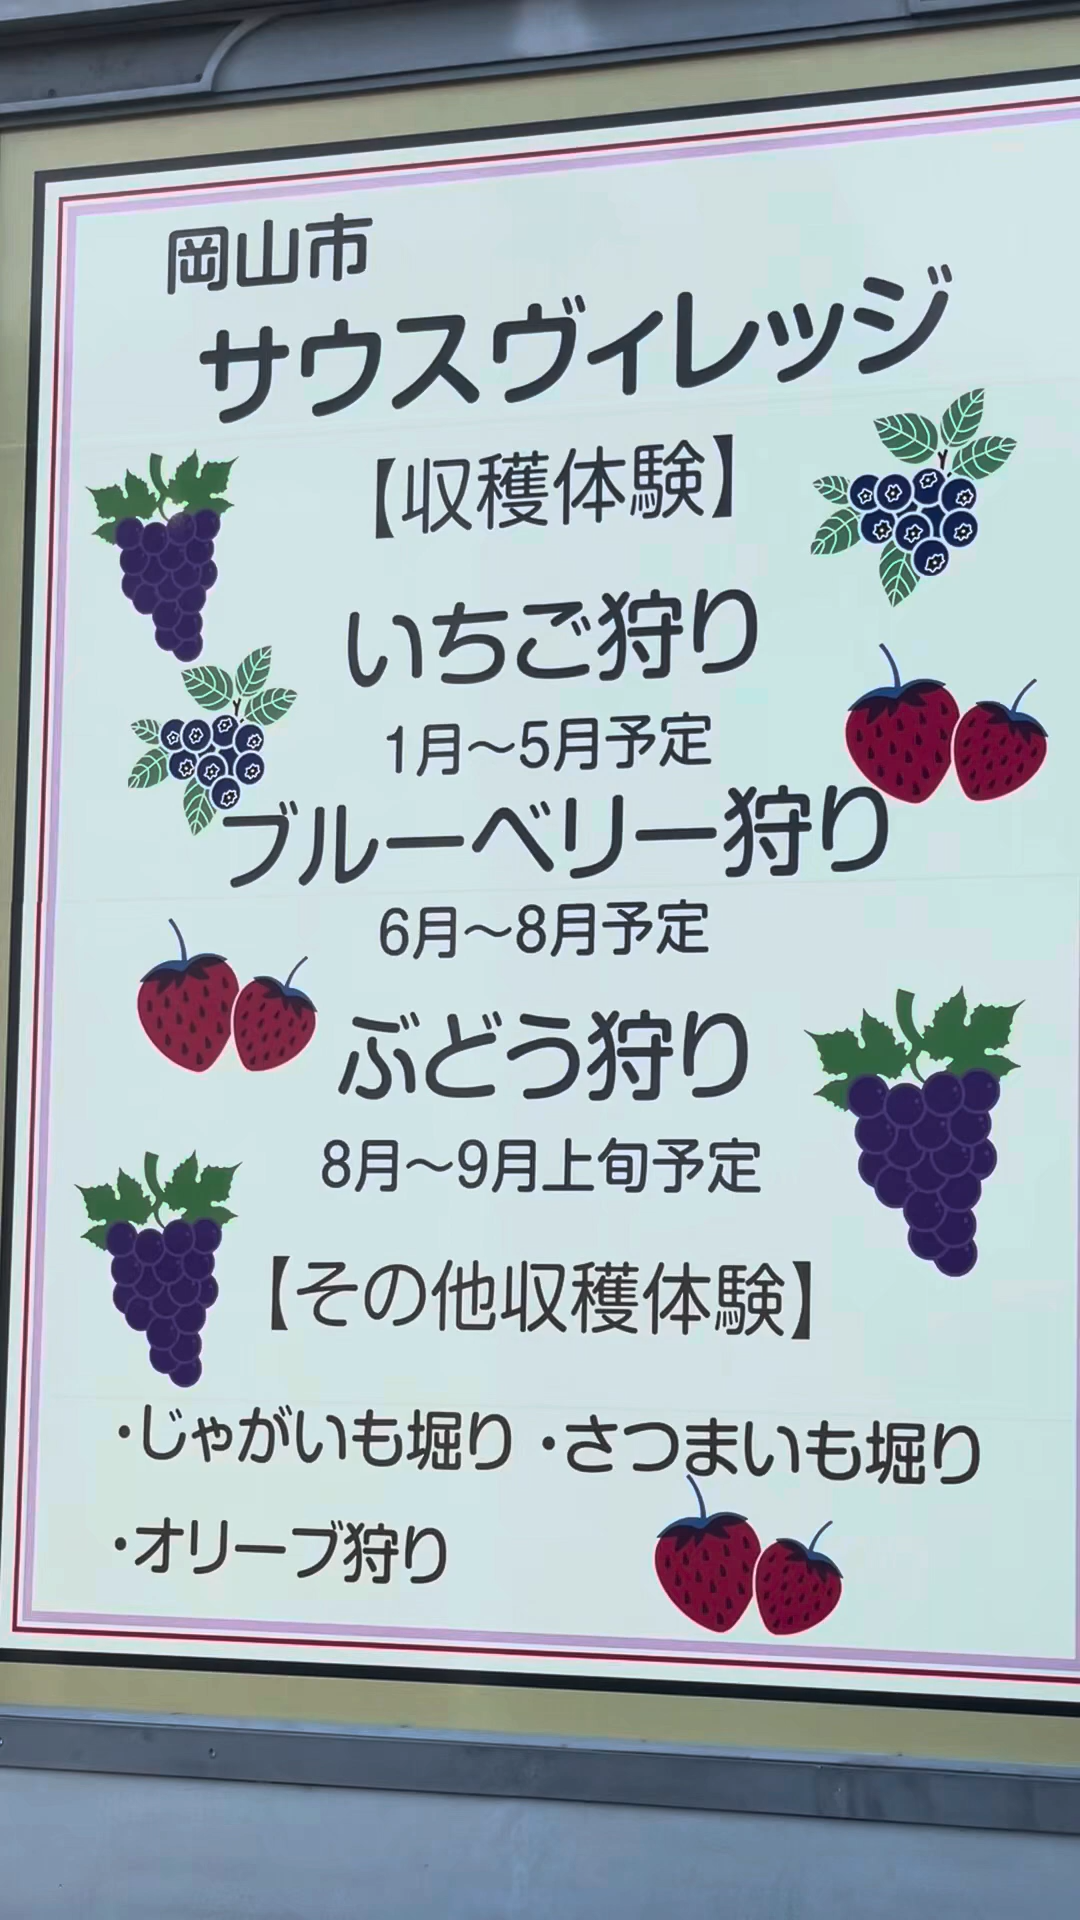 岡山市
サウスヴィレッジ
【収穫体験】
いちご狩り
1月～5月予定
ブルーベリー狩り
6月～8月予定
ぶどう狩り
8月～9月上旬予定
【その他収穫体験】
・じゃがいも堀り ・さつまいも堀り
・オリーブ狩り